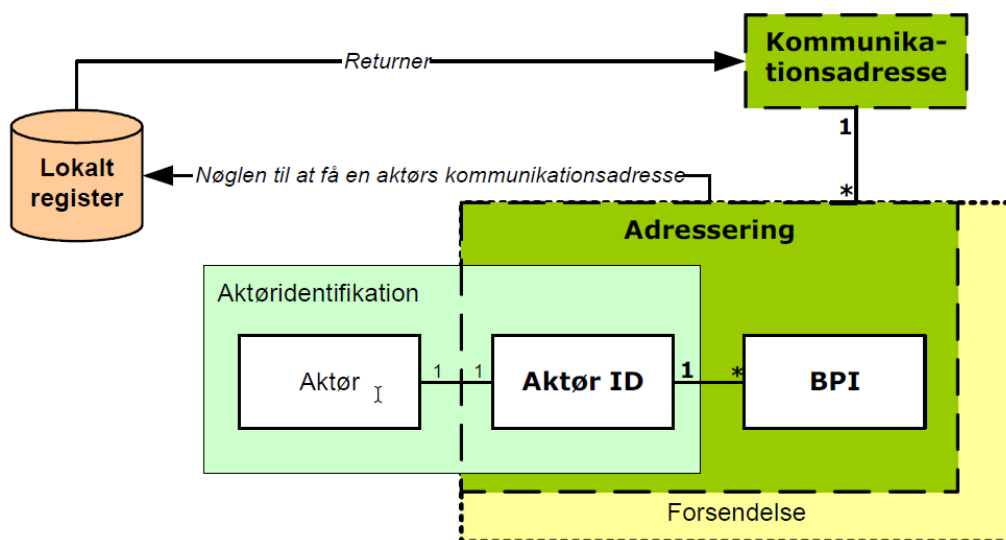 Kommunika-
tionsadresse
Returner
1
Lokalt
register
Nøglen til at få en aktørs kommunikationsadresse
*
Adressering
Aktøridentifikation
Aktør
1
1
Aktør ID
1
*
BPI
Forsendelse